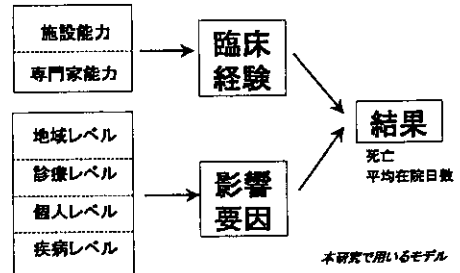 施設能力
専門家能力
臨床
経験
地域レベル
診療レベル
個人レベル
疾病レベル
影響
要因
結果
死亡
平均在院日数
本研究で用いるモデル